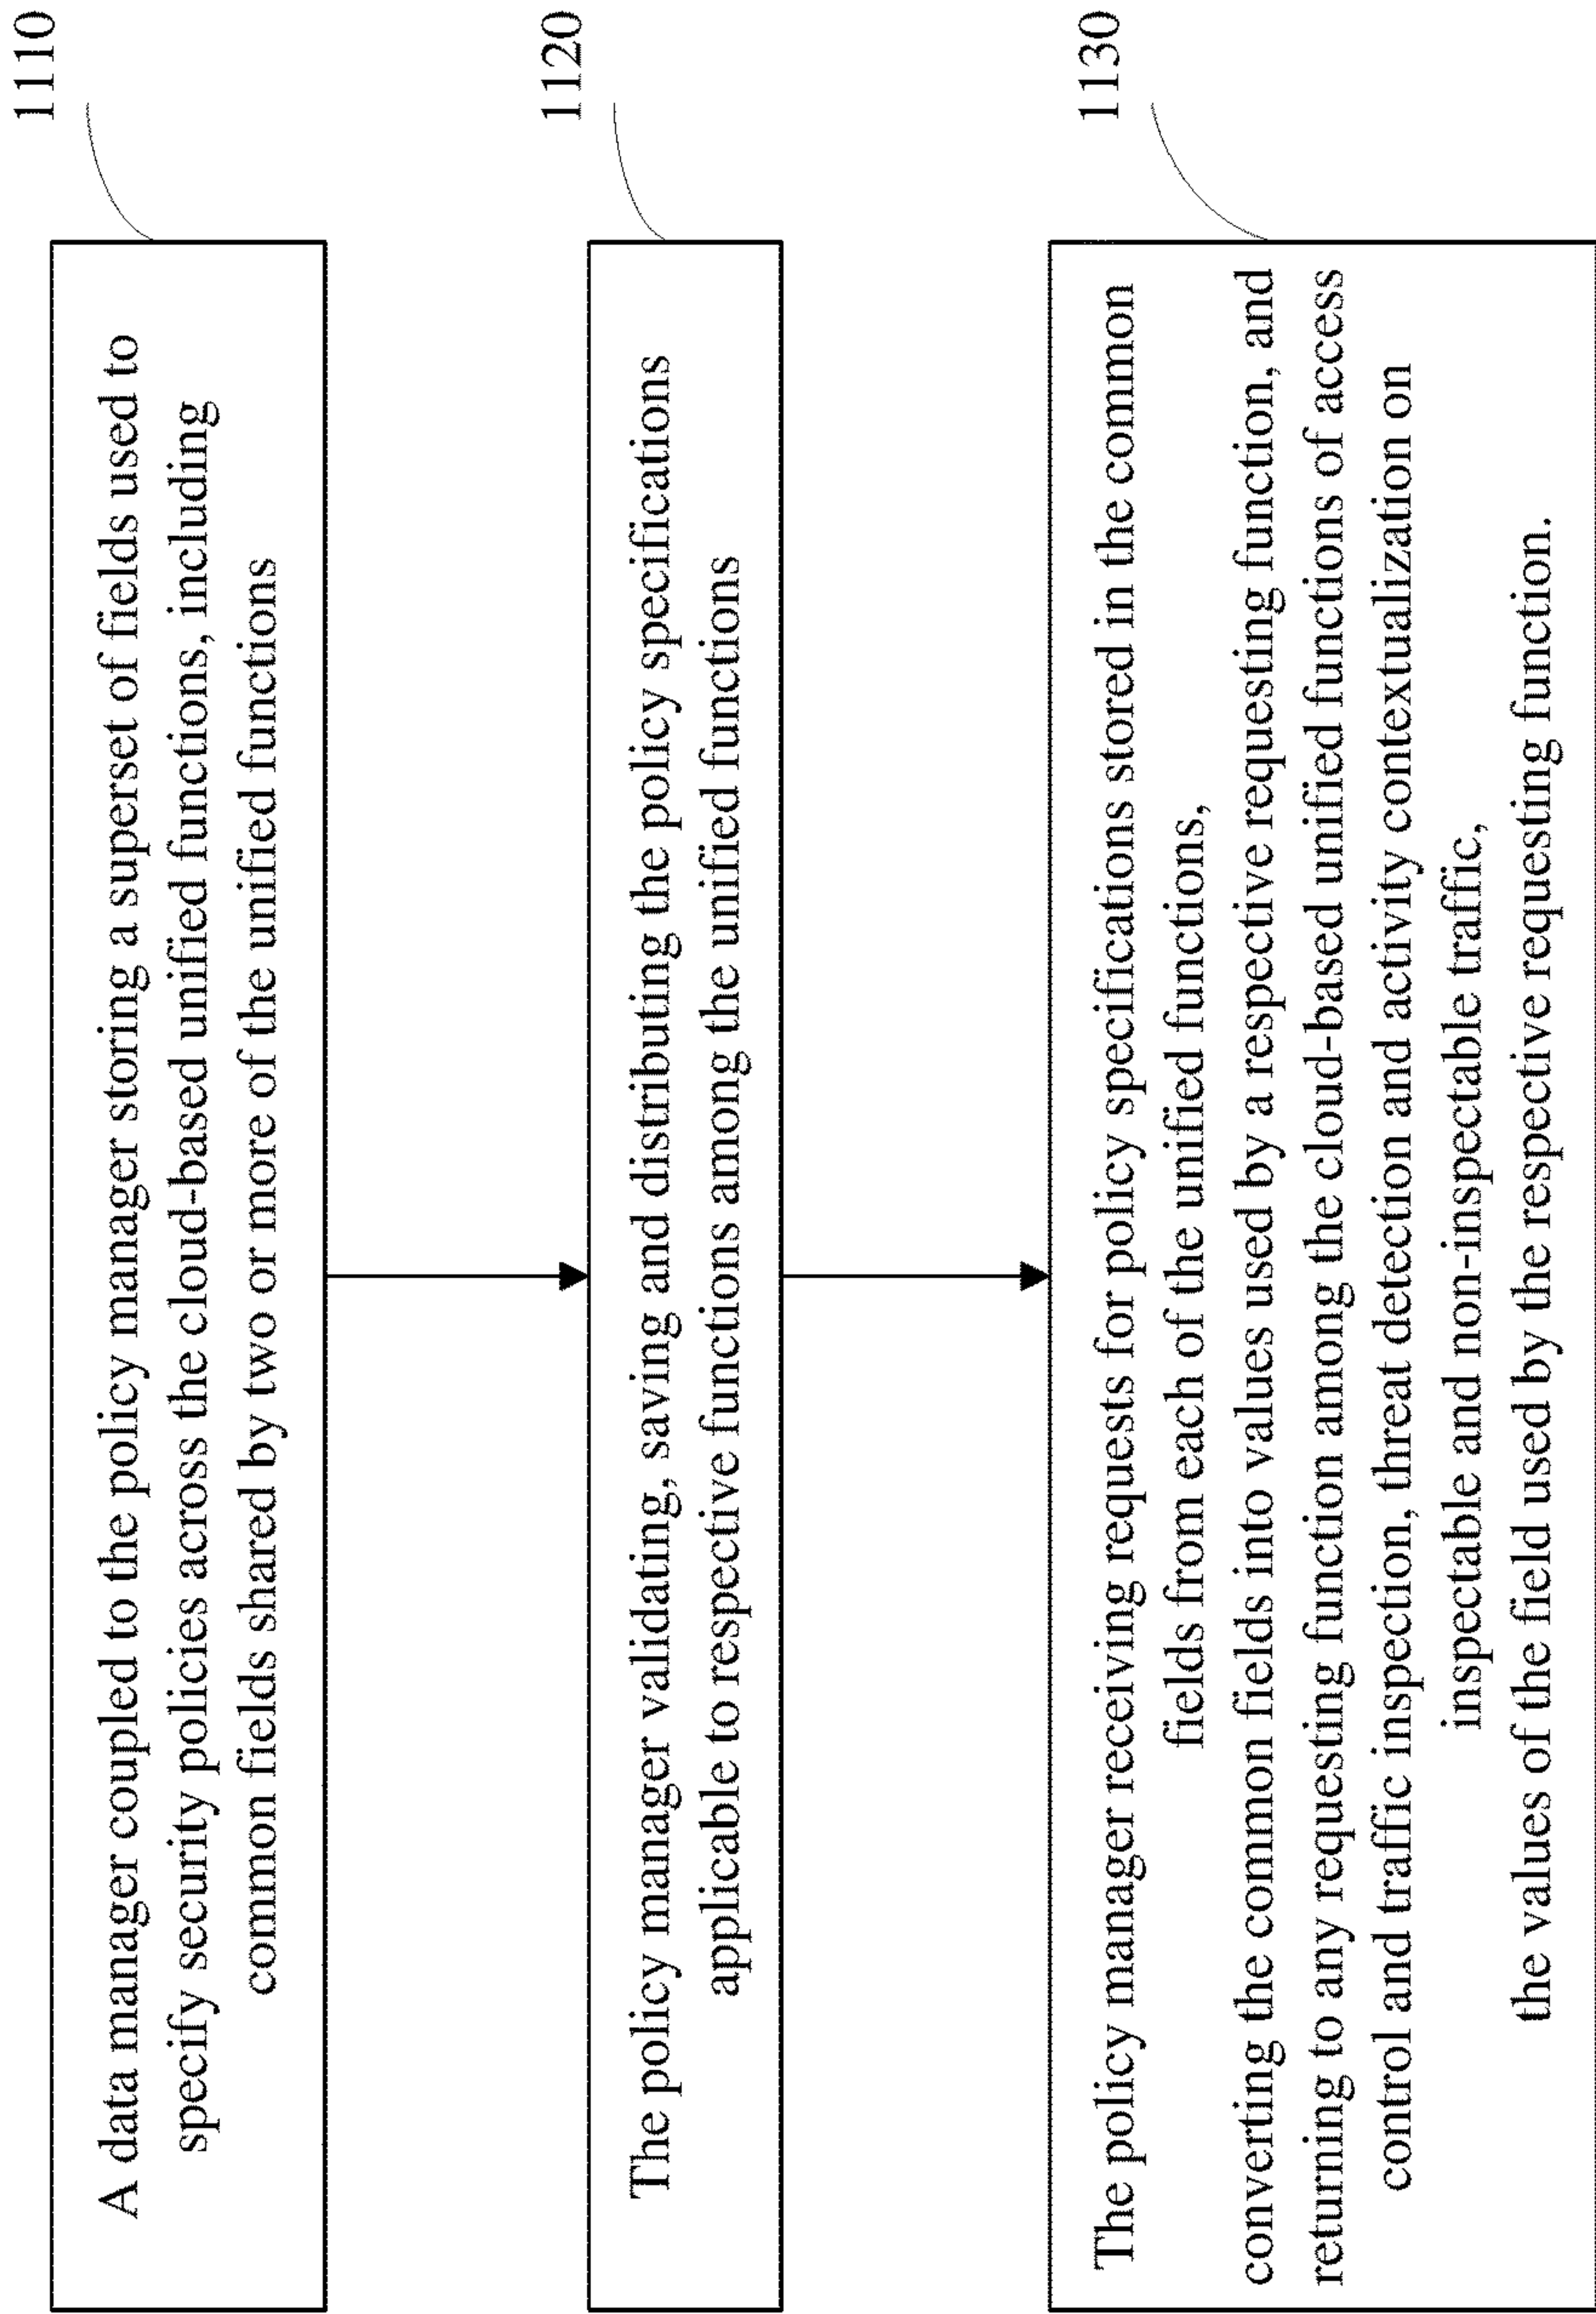 1110
A data manager coupled to the policy manager storing a superset of fields used to
specify security policies across the cloud-based unified functions, including
common fields shared by two or more of the unified functions
1120
The policy manager validating, saving and distributing the policy specifications
applicable to respective functions among the unified functions
1130
The policy manager receiving requests for policy specifications stored in the common
fields from each of the unified functions,
converting the common fields into values used by a respective requesting function, and
returning to any requesting function among the cloud-based unified functions of access
control and traffic inspection, threat detection and activity contextualization on
inspectable and non-inspectable traffic,
the values of the field used by the respective requesting function.